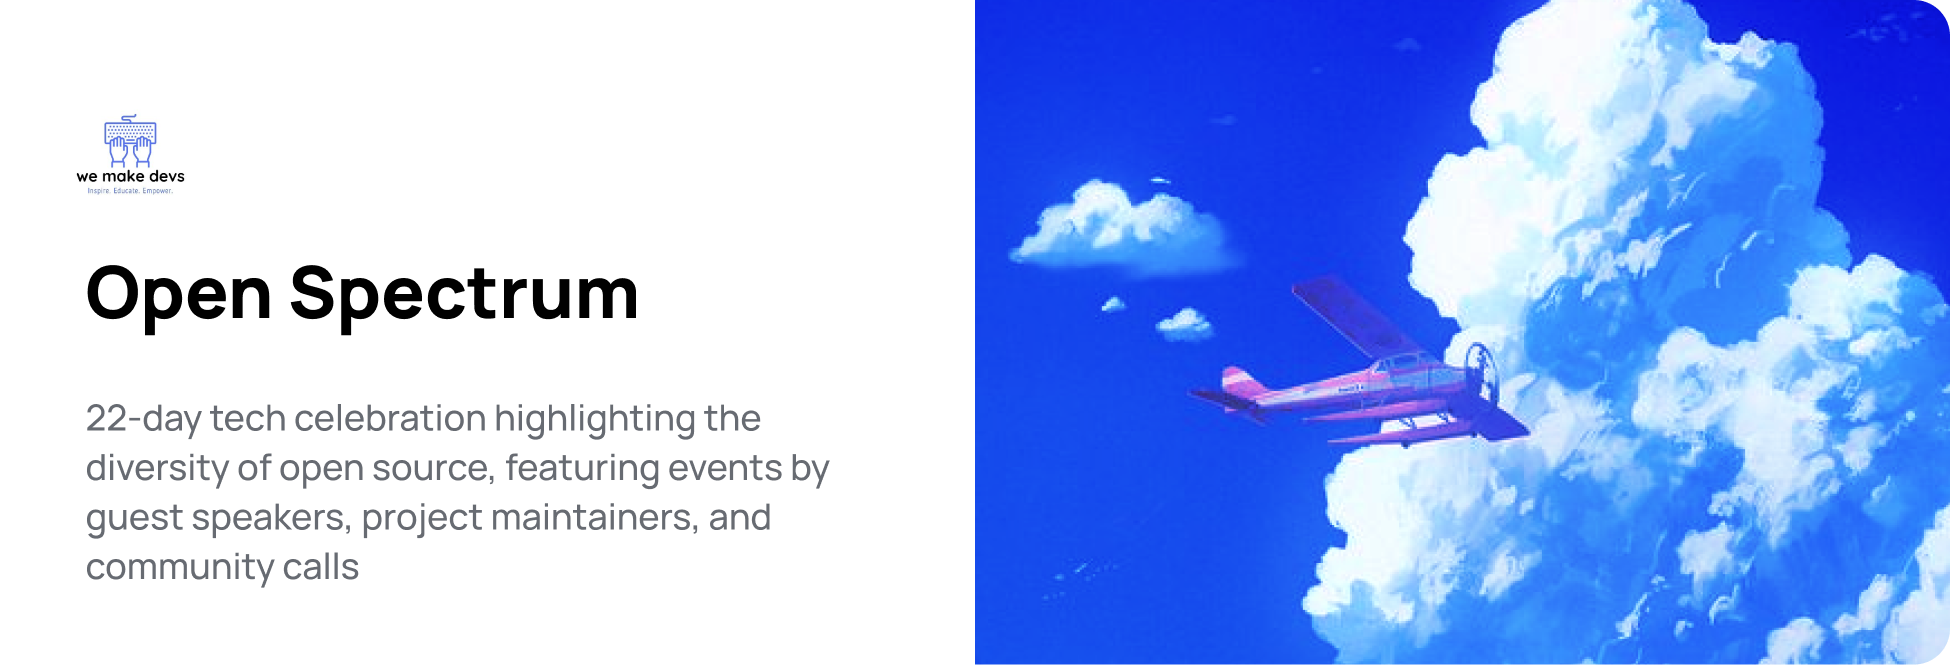 we make devs
Inspire. Educate. Empower.
Open Spectrum
22-day tech celebration highlighting the
diversity of open source, featuring events by
guest speakers, project maintainers, and
community calls